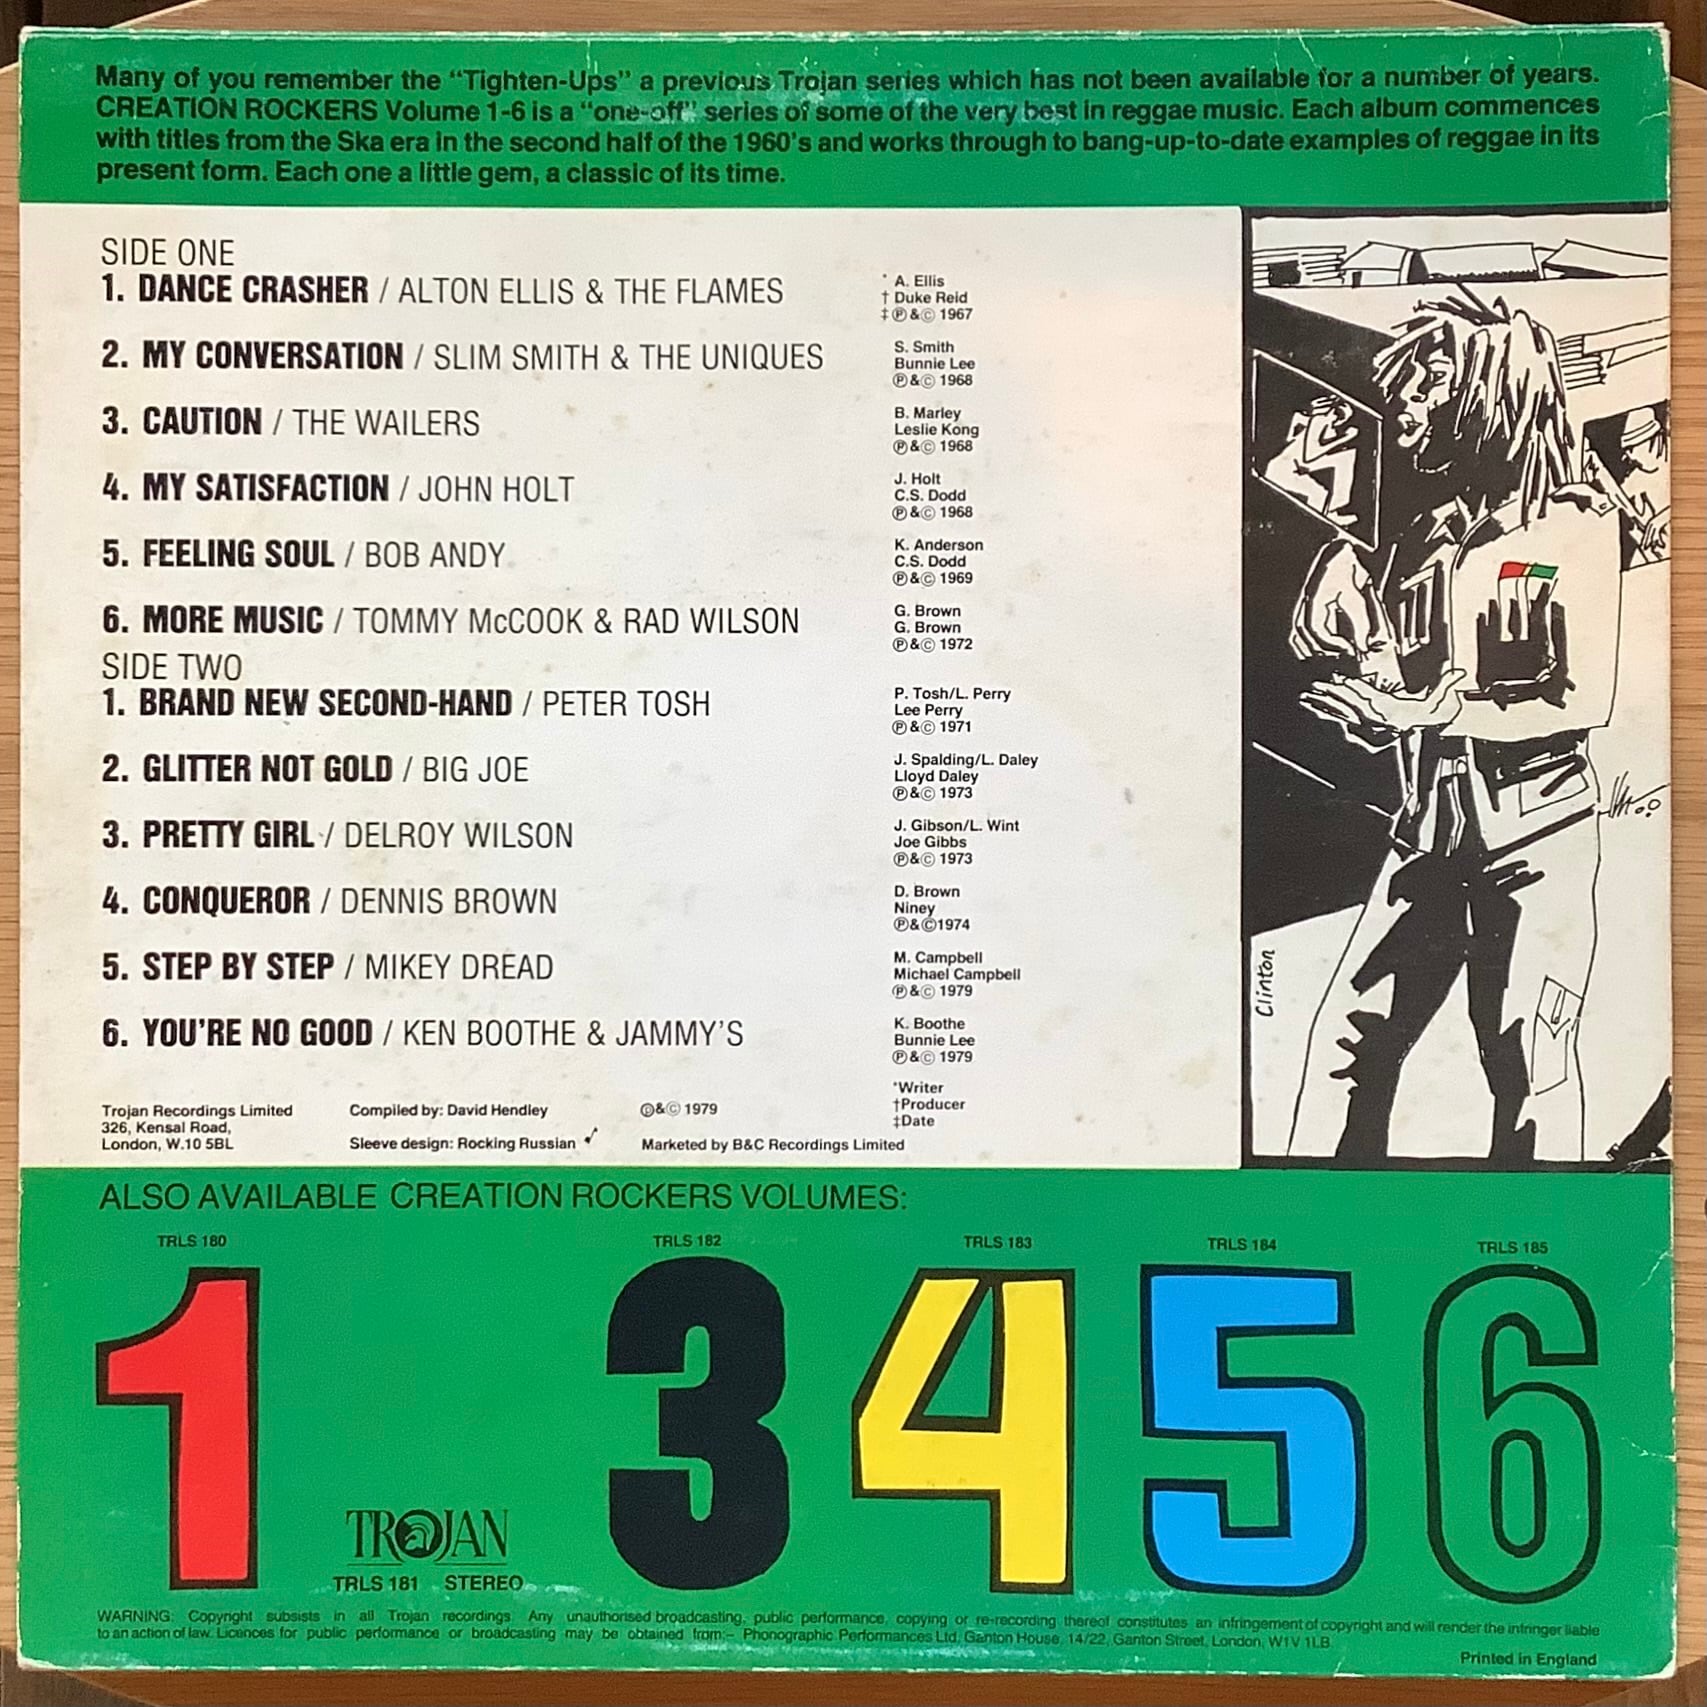 Many of you remember the "Tighten-Ups" a previous Trojan series which has not been available for a number of years.
CREATION ROCKERS Volume 1-6 is a "one-off" series of some of the very best in reggae music. Each album commences
with titles from the Ska era in the second half of the 1960's and works through to bang-up-to-date examples of reggae in its
present form. Each one a little gem, a classic of its time.
SIDE ONE
1. DANCE CRASHER / ALTON ELLIS & THE FLAMES
* A. Ellis
† Duke Reid
‡ Ⓟ&© 1967
2. MY CONVERSATION / SLIM SMITH & THE UNIQUES
S. Smith
Bunnie Lee
Ⓟ&© 1968
3. CAUTION / THE WAILERS
B. Marley
Leslie Kong
Ⓟ&© 1968
4. MY SATISFACTION / JOHN HOLT
J. Holt
C.S. Dodd
Ⓟ&© 1968
5. FEELING SOUL / BOB ANDY
K. Anderson
C.S. Dodd
Ⓟ&© 1969
6. MORE MUSIC / TOMMY McCOOK & RAD WILSON
G. Brown
G. Brown
Ⓟ&© 1972
SIDE TWO
1. BRAND NEW SECOND-HAND / PETER TOSH
P. Tosh/L. Perry
Lee Perry
Ⓟ&© 1971
2. GLITTER NOT GOLD / BIG JOE
J. Spalding/L. Daley
Lloyd Daley
Ⓟ&© 1973
3. PRETTY GIRL / DELROY WILSON
J. Gibson/L. Wint
Joe Gibbs
Ⓟ&© 1973
4. CONQUEROR / DENNIS BROWN
D. Brown
Niney
Ⓟ&©1974
5. STEP BY STEP / MIKEY DREAD
M. Campbell
Michael Campbell
Ⓟ&© 1979
6. YOU'RE NO GOOD / KEN BOOTHE & JAMMY'S
K. Boothe
Bunnie Lee
Ⓟ&© 1979
*Writer
†Producer
‡Date
Trojan Recordings Limited
326, Kensal Road,
London, W.10 5BL
Compiled by: David Hendley
Sleeve design: Rocking Russian
Ⓟ&© 1979
Marketed by B&C Recordings Limited
Clinton
ALSO AVAILABLE CREATION ROCKERS VOLUMES:
TRLS 180 TRLS 182 TRLS 183 TRLS 184 TRLS 185
1 3 4 5 6
TROJAN
TRLS 181 STEREO
WARNING: Copyright subsists in all Trojan recordings. Any unauthorised broadcasting, public performance, copying or re-recording thereof constitutes an infringement of copyright and will render the infringer liable
to an action of law. Licences for public performance or broadcasting may be obtained from:– Phonographic Performances Ltd, Ganton House, 14/22, Ganton Street, London, W1V 1LB.
Printed in England